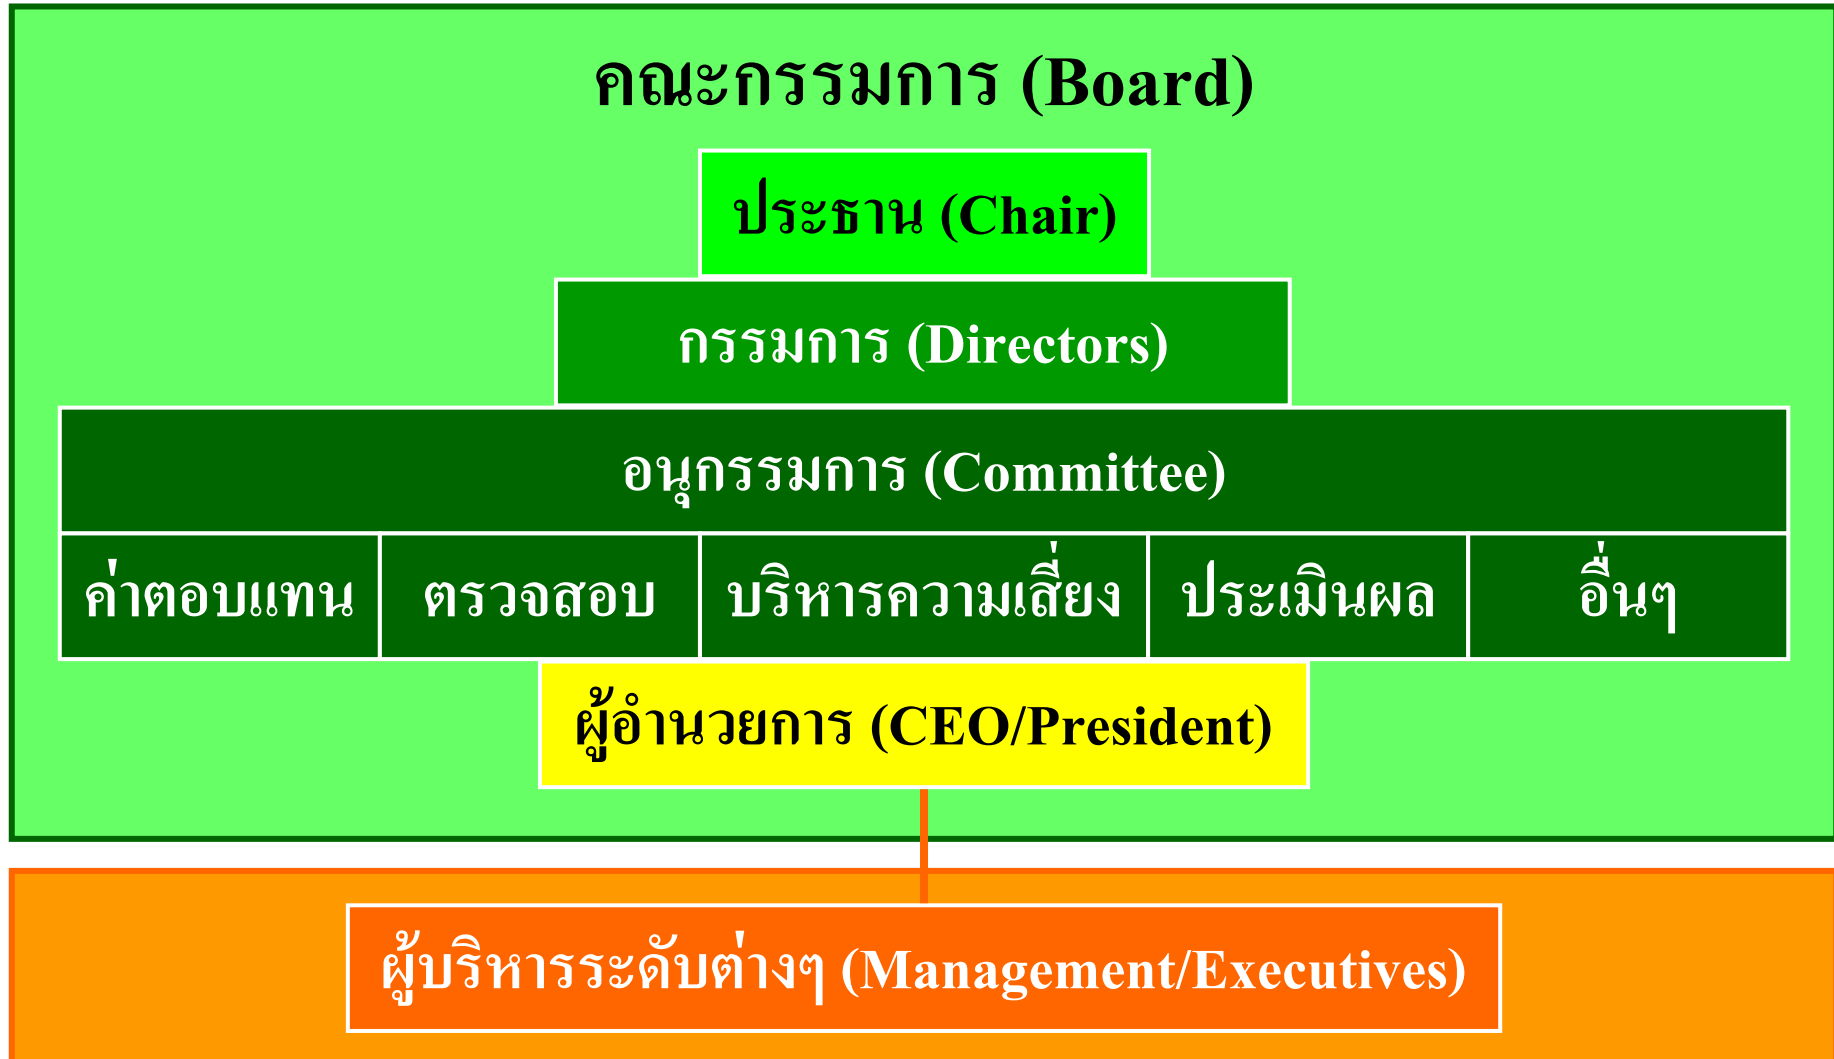 คณะกรรมการ (Board)
ประธาน (Chair)
กรรมการ (Directors)
อนุกรรมการ (Committee)
ค่าตอบแทน
ตรวจสอบ
บริหารความเสี่ยง
ประเมินผล
อื่นๆ
ผู้อำนวยการ (CEO/President)
ผู้บริหารระดับต่างๆ (Management/Executives)